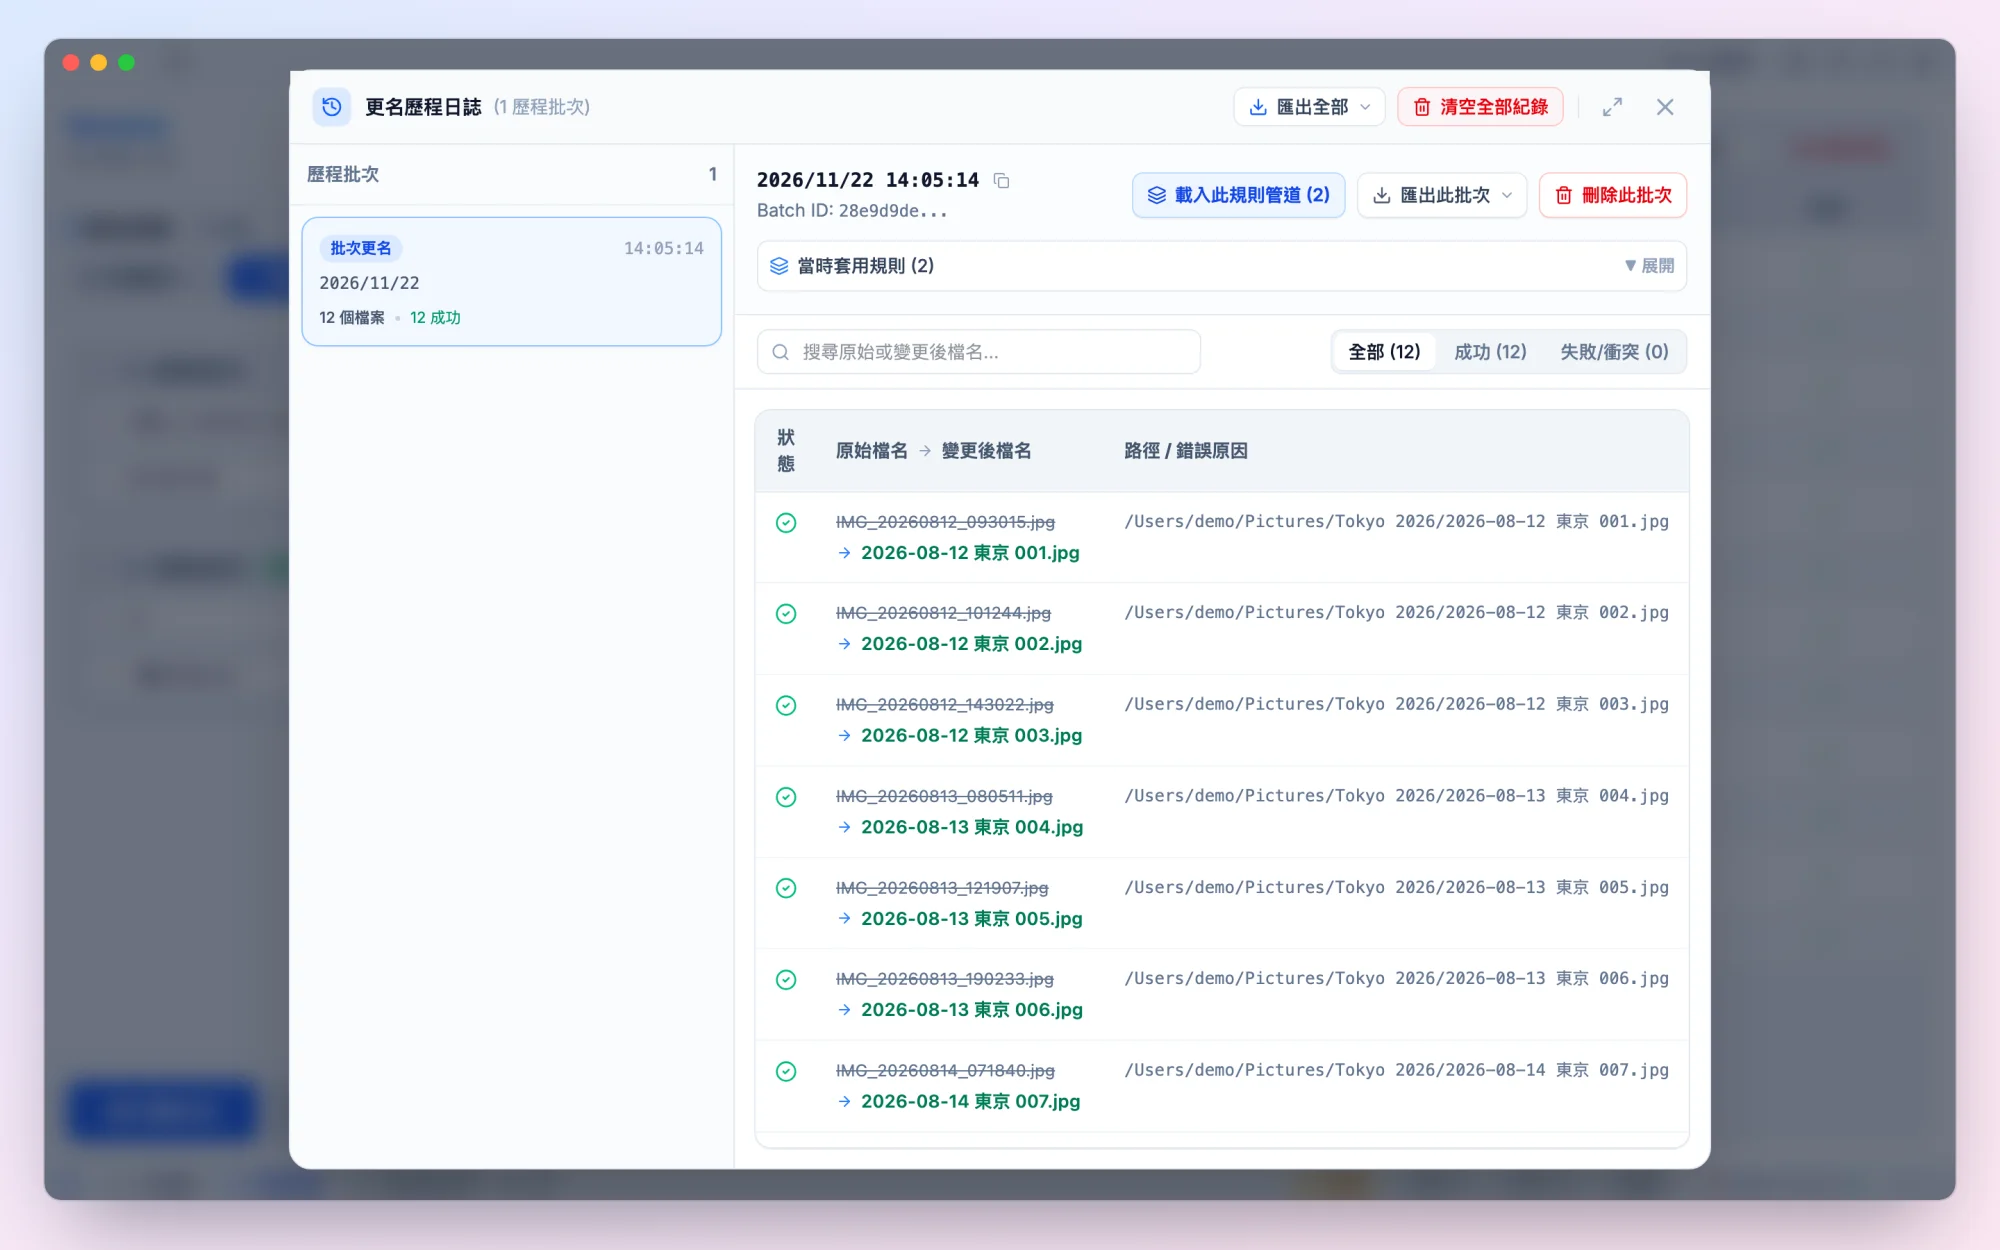 更名歷程日誌 (1 歷程批次)
匯出全部
清空全部紀錄
歷程批次 1
批次更名 14:05:14
2026/11/22
12 個檔案 • 12 成功
2026/11/22 14:05:14
Batch ID: 28e9d9de...
載入此規則管道 (2)
匯出此批次
刪除此批次
當時套用規則 (2)
▼ 展開
搜尋原始或變更後檔名...
全部 (12) 成功 (12) 失敗/衝突 (0)
狀態 原始檔名 → 變更後檔名 路徑 / 錯誤原因
IMG_20260812_093015.jpg /Users/demo/Pictures/Tokyo 2026/2026-08-12 東京 001.jpg
→ 2026-08-12 東京 001.jpg
IMG_20260812_101244.jpg /Users/demo/Pictures/Tokyo 2026/2026-08-12 東京 002.jpg
→ 2026-08-12 東京 002.jpg
IMG_20260812_143022.jpg /Users/demo/Pictures/Tokyo 2026/2026-08-12 東京 003.jpg
→ 2026-08-12 東京 003.jpg
IMG_20260813_080511.jpg /Users/demo/Pictures/Tokyo 2026/2026-08-13 東京 004.jpg
→ 2026-08-13 東京 004.jpg
IMG_20260813_121907.jpg /Users/demo/Pictures/Tokyo 2026/2026-08-13 東京 005.jpg
→ 2026-08-13 東京 005.jpg
IMG_20260813_190233.jpg /Users/demo/Pictures/Tokyo 2026/2026-08-13 東京 006.jpg
→ 2026-08-13 東京 006.jpg
IMG_20260814_071840.jpg /Users/demo/Pictures/Tokyo 2026/2026-08-14 東京 007.jpg
→ 2026-08-14 東京 007.jpg